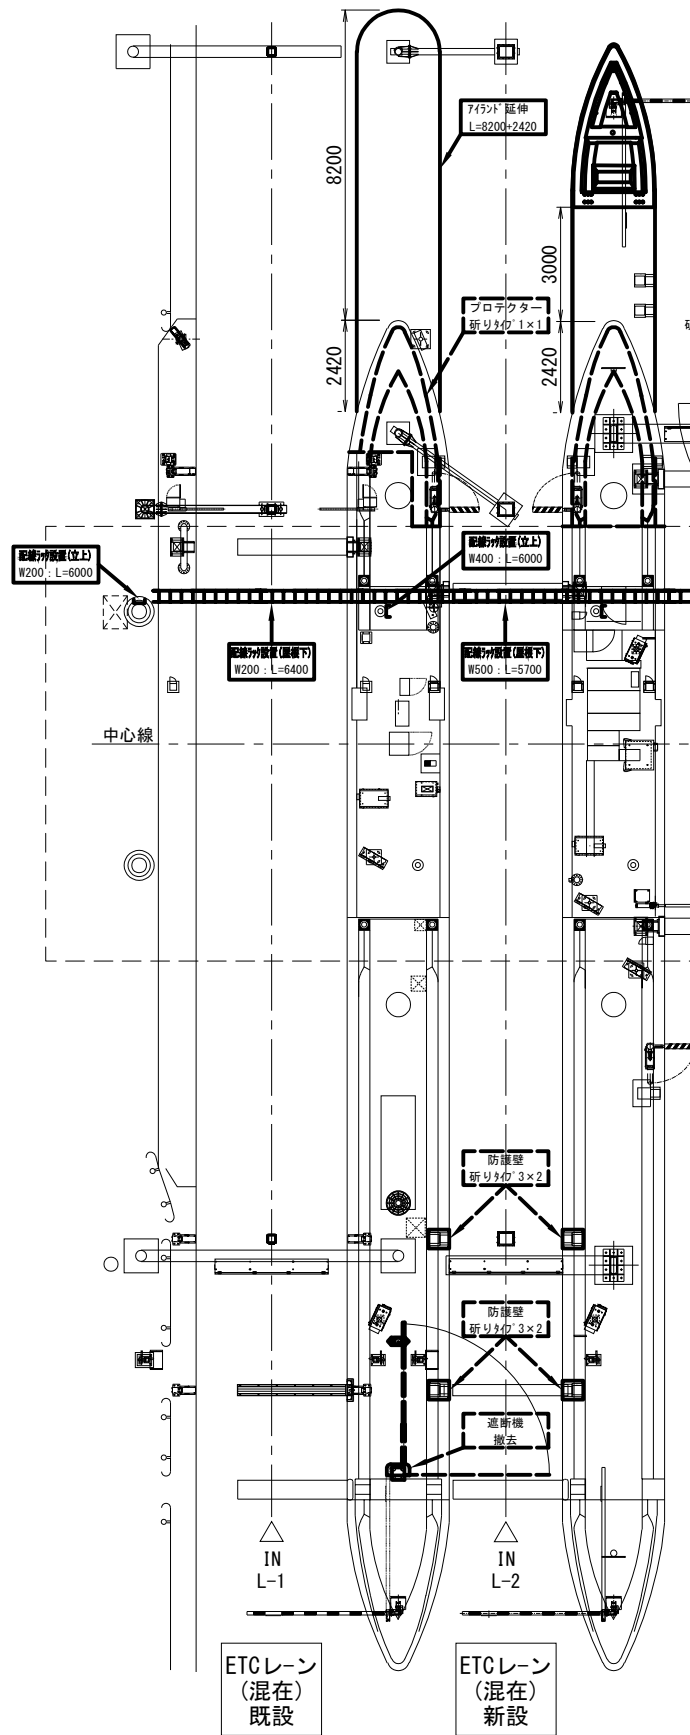 アイランド延伸
L=8200+2420
8200
3000
プロテクター
斫りタイプ1×1
斫
2420
2420
配線ラック設置(立上)
W200：L=6000
配線ラック設置(立上)
W400：L=6000
配線ラック設置(屋根下)
W200：L=6400
配線ラック設置(屋根下)
W500：L=5700
中心線
防護壁
斫りタイプ3×2
防護壁
斫りタイプ3×2
遮断機
撤去
IN
L-1
IN
L-2
ETCレーン
(混在)
既設
ETCレーン
(混在)
新設